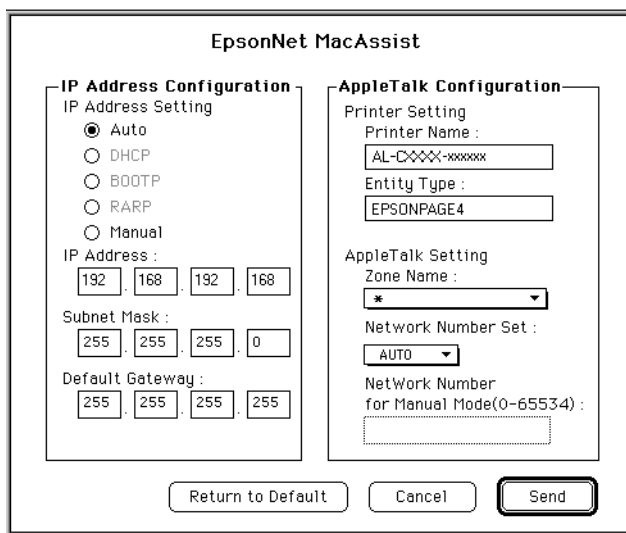 EpsonNet MacAssist
IP Address Configuration
IP Address Setting
Auto
DHCP
BOOTP
RARP
Manual
IP Address :
192 . 168 . 192 . 168
Subnet Mask :
255 . 255 . 255 . 0
Default Gateway :
255 . 255 . 255 . 255
AppleTalk Configuration
Printer Setting
Printer Name :
AL-CXXXX-xxxxxx
Entity Type :
EPSONPAGE4
AppleTalk Setting
Zone Name :
*
Network Number Set :
AUTO
NetWork Number
for Manual Mode(0-65534) :
Return to Default
Cancel
Send